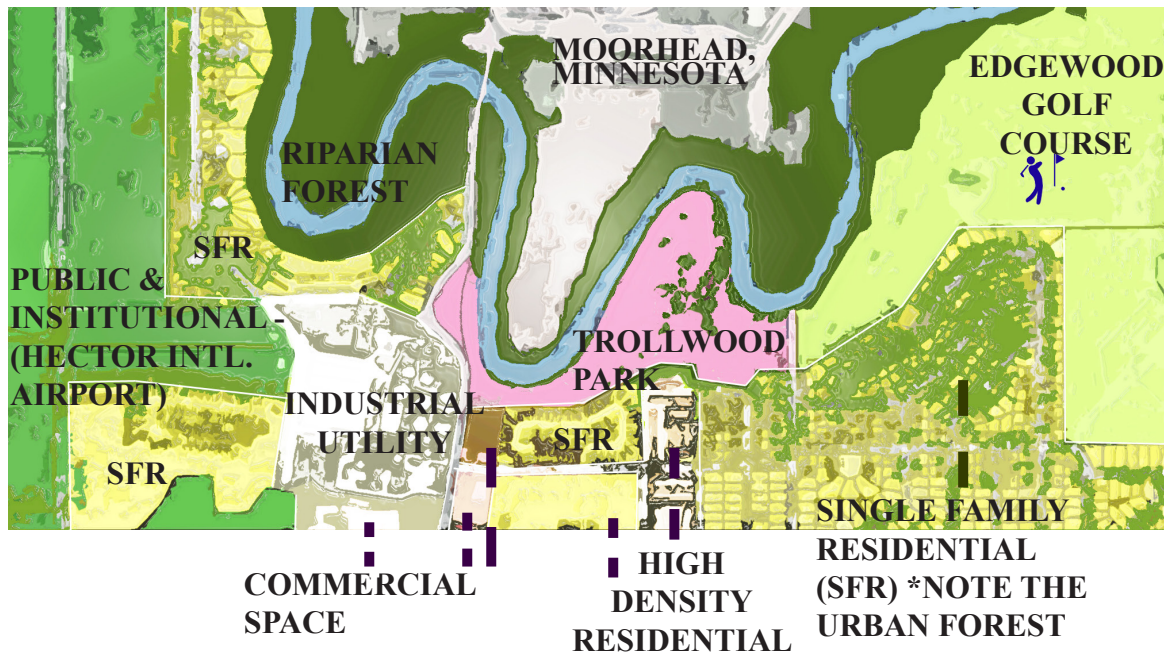 MOORHEAD,
MINNESOTA
EDGEWOOD
GOLF
COURSE
RIPARIAN
FOREST
SFR
PUBLIC &
INSTITUTIONAL -
(HECTOR INTL.
AIRPORT)
TROLLWOOD
PARK
INDUSTRIAL
UTILITY
SFR
SFR
SINGLE FAMILY
RESIDENTIAL
(SFR) *NOTE THE
URBAN FOREST
COMMERCIAL
SPACE
HIGH
DENSITY
RESIDENTIAL